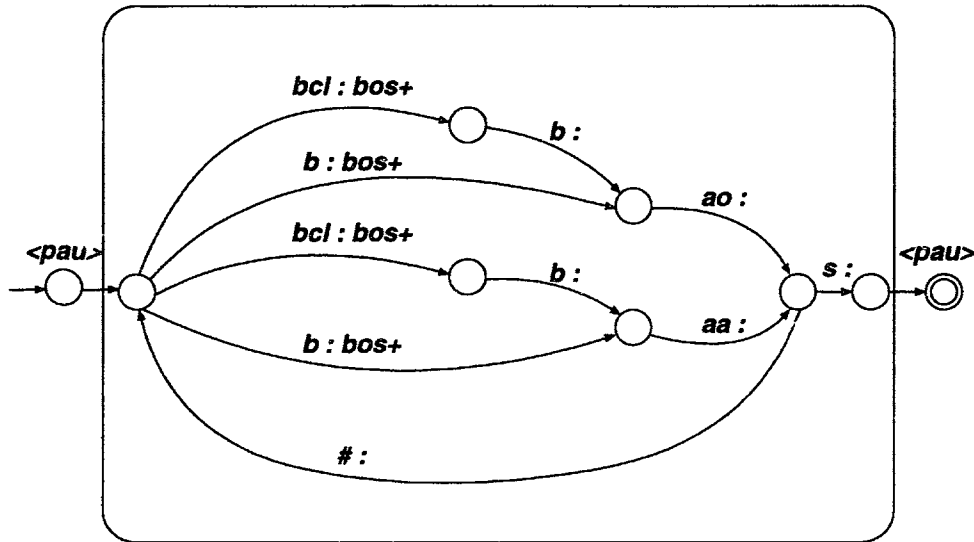 bcl : bos+
b :
b : bos+
ao :
bcl : bos+
<pau>
b :
s :
<pau>
aa :
b : bos+
# :